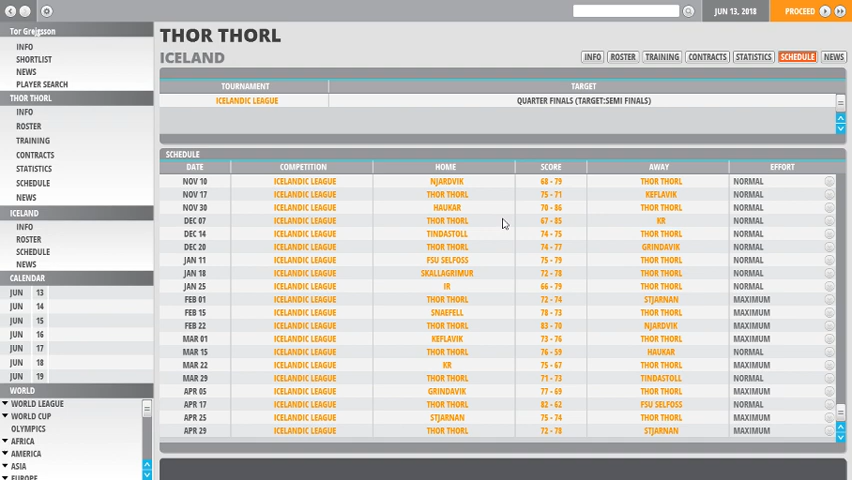 JUN 13, 2018 PROCEED
Tor Grejgsson
INFO
SHORTLIST
NEWS
PLAYER SEARCH
THOR THORL
INFO
ROSTER
TRAINING
CONTRACTS
STATISTICS
SCHEDULE
NEWS
ICELAND
INFO
ROSTER
SCHEDULE
NEWS
CALENDAR
JUN 13
JUN 14
JUN 15
JUN 16
JUN 17
JUN 18
JUN 19
WORLD
WORLD LEAGUE
WORLD CUP
OLYMPICS
AFRICA
AMERICA
ASIA
EUROPE
THOR THORL
ICELAND
INFO ROSTER TRAINING CONTRACTS STATISTICS SCHEDULE NEWS
TOURNAMENT TARGET
ICELANDIC LEAGUE QUARTER FINALS (TARGET:SEMI FINALS)
SCHEDULE
DATE COMPETITION HOME SCORE AWAY EFFORT
NOV 10 ICELANDIC LEAGUE NJARDVIK 68 - 79 THOR THORL NORMAL
NOV 17 ICELANDIC LEAGUE THOR THORL 75 - 71 KEFLAVIK NORMAL
NOV 30 ICELANDIC LEAGUE HAUKAR 70 - 86 THOR THORL NORMAL
DEC 07 ICELANDIC LEAGUE THOR THORL 67 - 85 KR NORMAL
DEC 14 ICELANDIC LEAGUE TINDASTOLL 74 - 75 THOR THORL NORMAL
DEC 20 ICELANDIC LEAGUE THOR THORL 74 - 77 GRINDAVIK NORMAL
JAN 11 ICELANDIC LEAGUE FSU SELFOSS 75 - 79 THOR THORL NORMAL
JAN 18 ICELANDIC LEAGUE SKALLAGRIMUR 72 - 78 THOR THORL NORMAL
JAN 25 ICELANDIC LEAGUE IR 66 - 79 THOR THORL NORMAL
FEB 01 ICELANDIC LEAGUE THOR THORL 72 - 74 STJARNAN MAXIMUM
FEB 15 ICELANDIC LEAGUE SNAEFELL 78 - 73 THOR THORL MAXIMUM
FEB 22 ICELANDIC LEAGUE THOR THORL 83 - 70 NJARDVIK MAXIMUM
MAR 01 ICELANDIC LEAGUE KEFLAVIK 73 - 76 THOR THORL MAXIMUM
MAR 15 ICELANDIC LEAGUE THOR THORL 76 - 59 HAUKAR NORMAL
MAR 22 ICELANDIC LEAGUE KR 75 - 67 THOR THORL MAXIMUM
MAR 29 ICELANDIC LEAGUE THOR THORL 71 - 73 TINDASTOLL NORMAL
APR 05 ICELANDIC LEAGUE GRINDAVIK 77 - 69 THOR THORL MAXIMUM
APR 17 ICELANDIC LEAGUE THOR THORL 82 - 62 FSU SELFOSS NORMAL
APR 25 ICELANDIC LEAGUE STJARNAN 75 - 74 THOR THORL MAXIMUM
APR 29 ICELANDIC LEAGUE THOR THORL 72 - 78 STJARNAN MAXIMUM